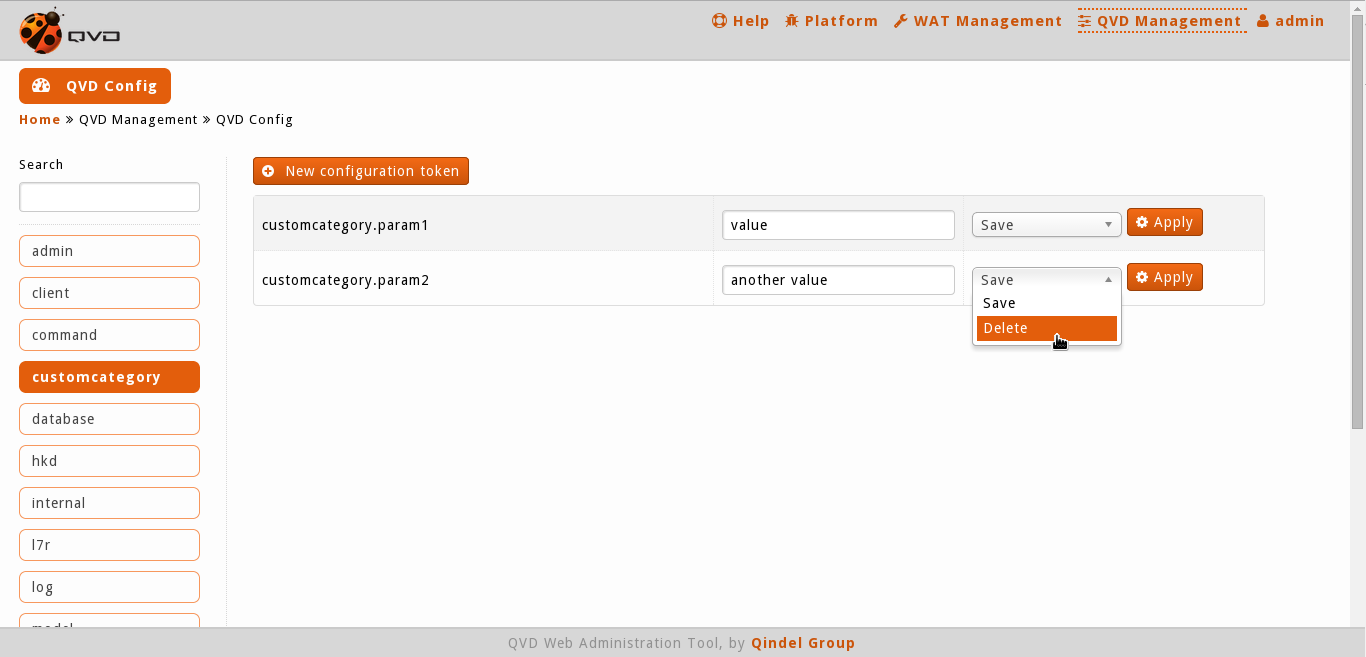 QVD
Help
Platform
WAT Management
QVD Management
admin
QVD Config
Home » QVD Management » QVD Config
Search
New configuration token
admin
client
command
customcategory
database
hkd
internal
l7r
log
model
customcategory.param1
value
Save
Apply
customcategory.param2
another value
Save
Apply
Save
Delete
QVD Web Administration Tool, by Qindel Group